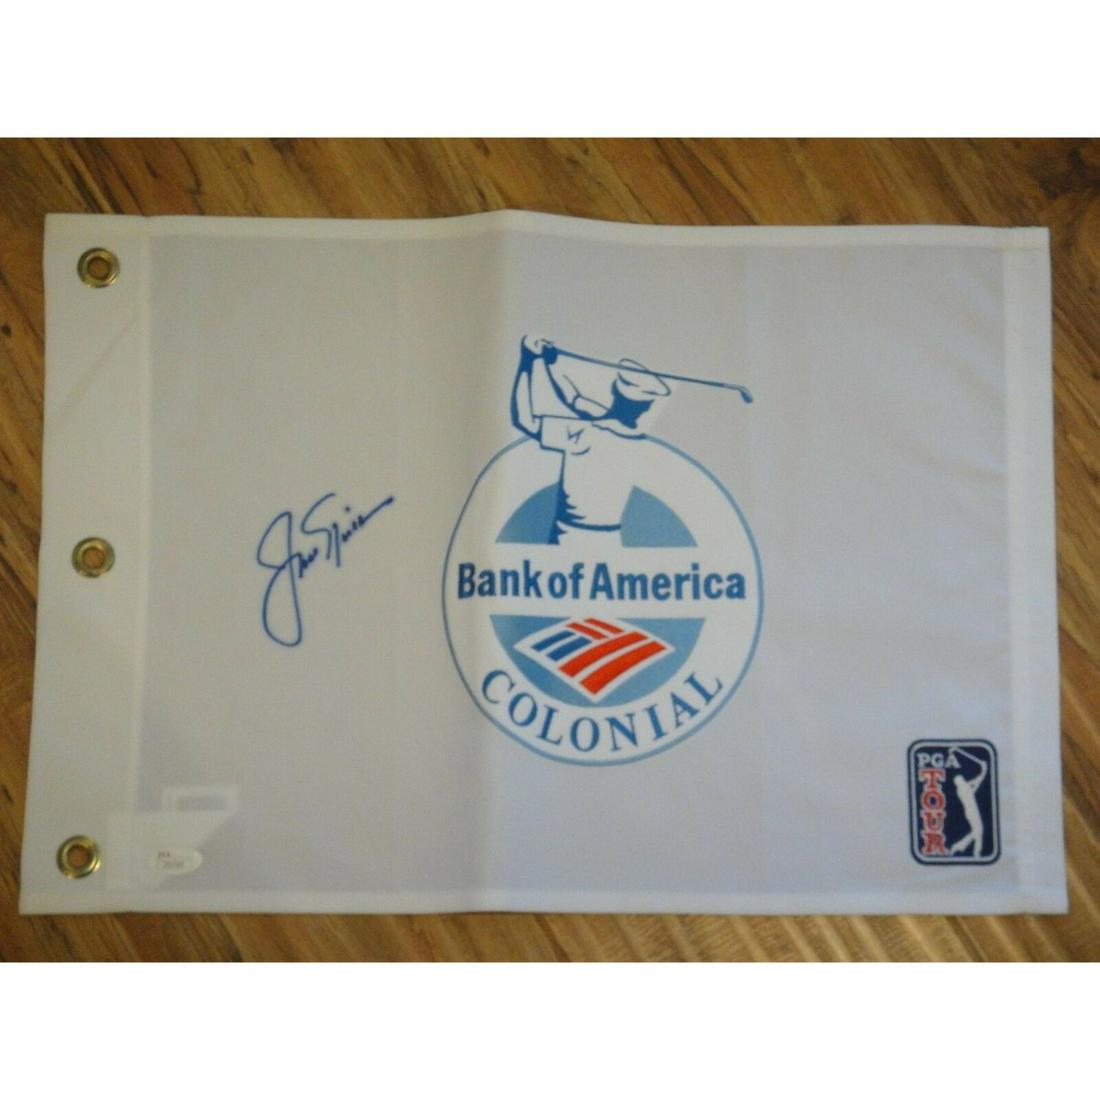 Bank of America
COLONIAL
PGA
TOUR